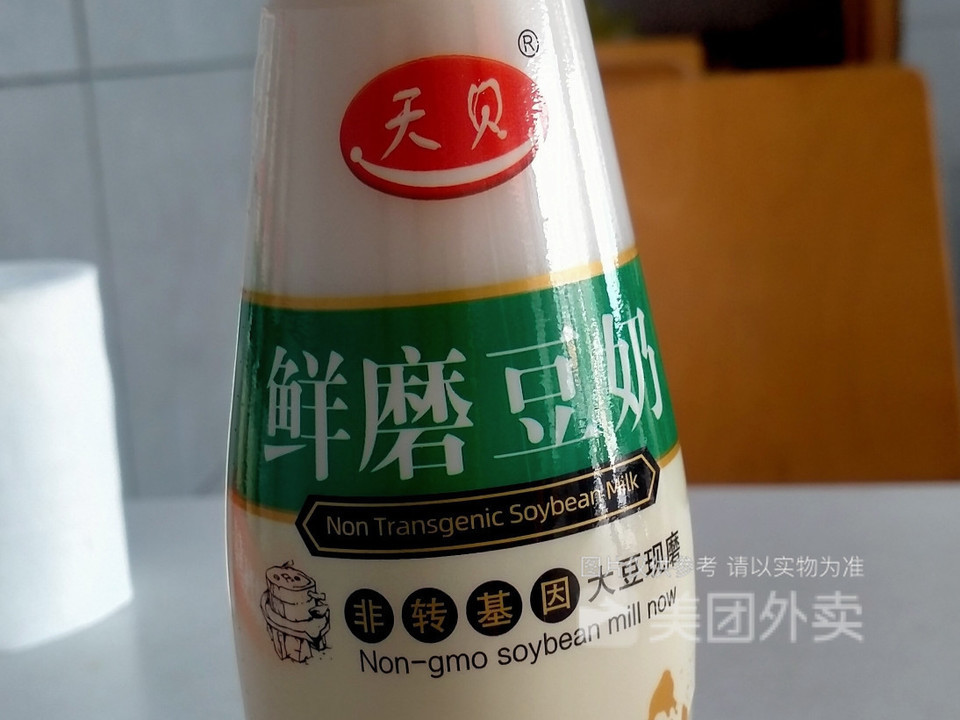 ®
天贝
鲜磨豆奶
Non Transgenic Soybean Milk
非转基因大豆现磨
Non-gmo soybean mill now
图片仅供参考 请以实物为准
美团外卖